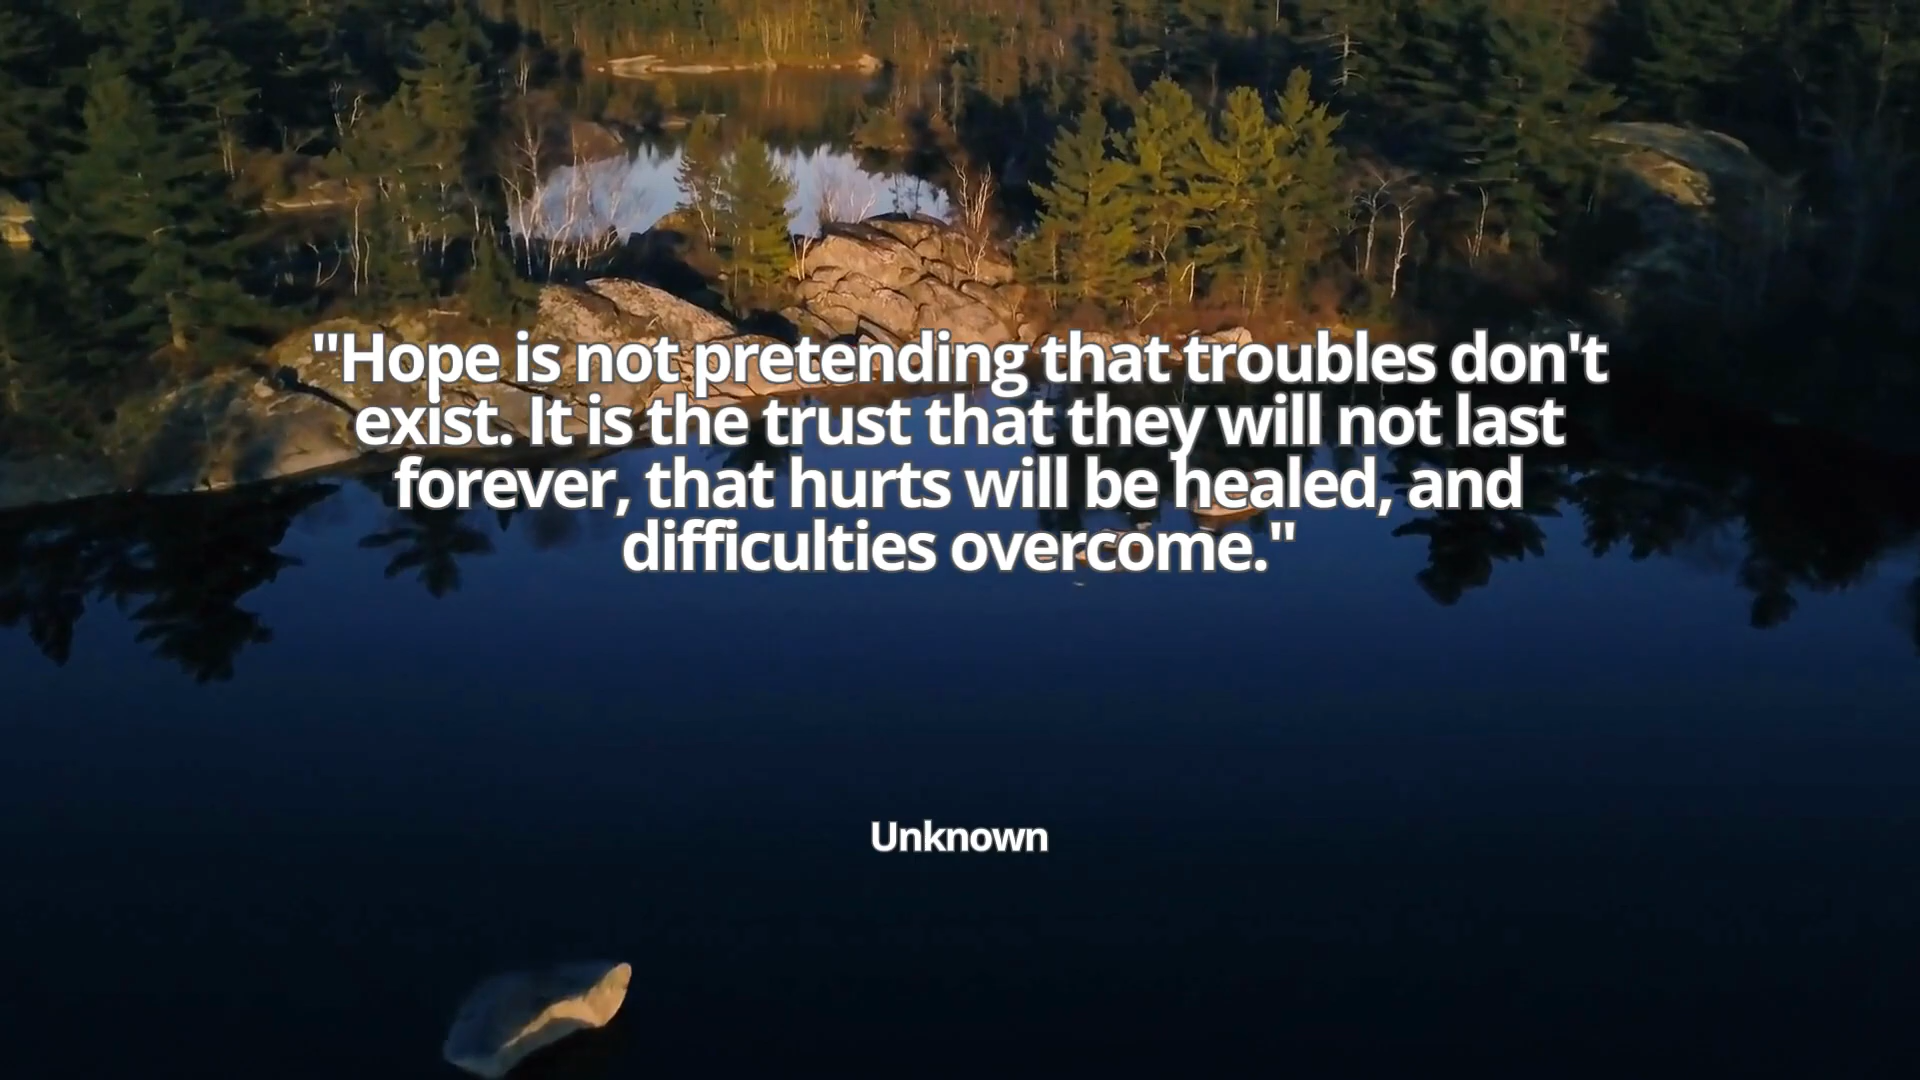 "Hope is not pretending that troubles don't
exist. It is the trust that they will not last
forever, that hurts will be healed, and
difficulties overcome."
Unknown